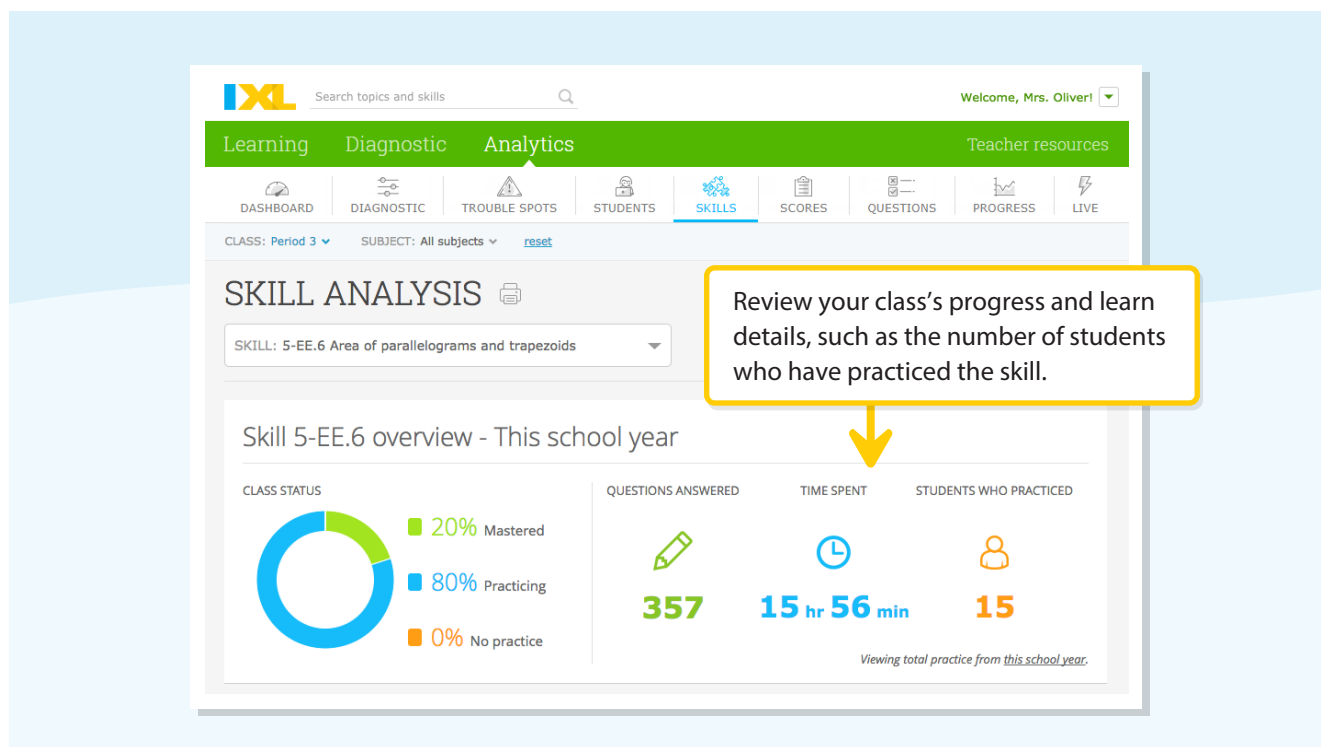 IXL Search topics and skills Welcome, Mrs. Oliver!
Learning Diagnostic Analytics Teacher resources
DASHBOARD DIAGNOSTIC TROUBLE SPOTS STUDENTS SKILLS SCORES QUESTIONS PROGRESS LIVE
CLASS: Period 3 SUBJECT: All subjects reset
SKILL ANALYSIS
SKILL: 5-EE.6 Area of parallelograms and trapezoids
Review your class’s progress and learn
details, such as the number of students
who have practiced the skill.
Skill 5-EE.6 overview - This school year
CLASS STATUS
20% Mastered
80% Practicing
0% No practice
QUESTIONS ANSWERED TIME SPENT STUDENTS WHO PRACTICED
357 15 hr 56 min 15
Viewing total practice from this school year.